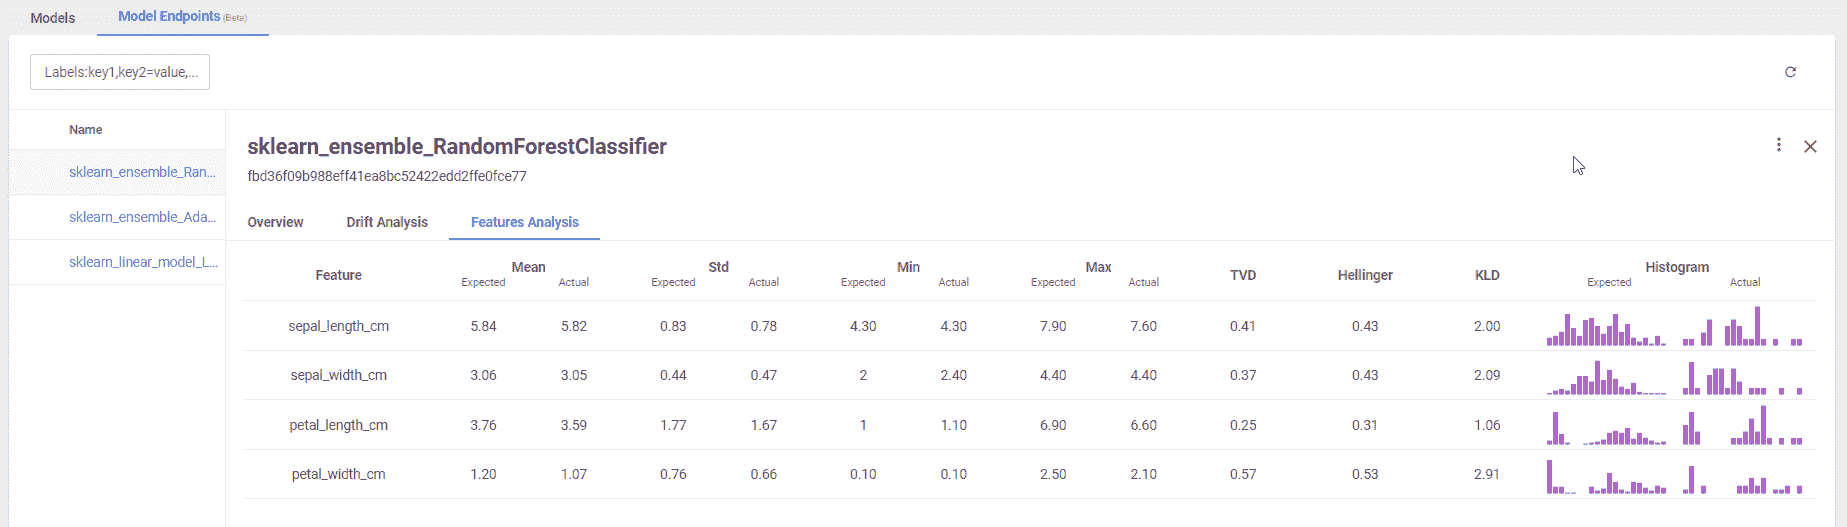 Models Model Endpoints (Beta)
Labels:key1,key2=value,...
Name
sklearn_ensemble_Ran...
sklearn_ensemble_Ada...
sklearn_linear_model_L...
sklearn_ensemble_RandomForestClassifier
fbd36f09b988eff41ea8bc52422edd2ffe0fce77
Overview Drift Analysis Features Analysis
Feature Mean Std Min Max TVD Hellinger KLD Histogram
Expected Actual Expected Actual Expected Actual Expected Actual Expected Actual
sepal_length_cm 5.84 5.82 0.83 0.78 4.30 4.30 7.90 7.60 0.41 0.43 2.00
sepal_width_cm 3.06 3.05 0.44 0.47 2 2.40 4.40 4.40 0.37 0.43 2.09
petal_length_cm 3.76 3.59 1.77 1.67 1 1.10 6.90 6.60 0.25 0.31 1.06
petal_width_cm 1.20 1.07 0.76 0.66 0.10 0.10 2.50 2.10 0.57 0.53 2.91